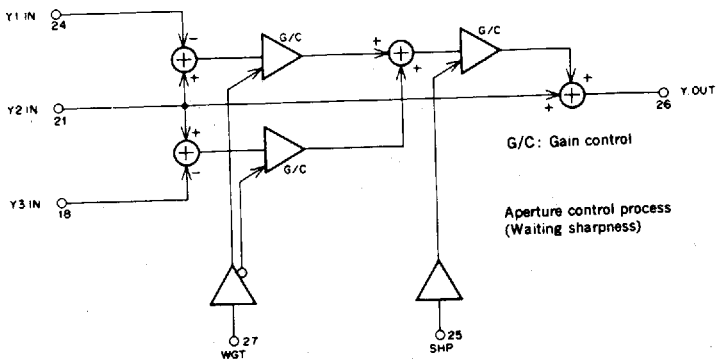 Y1 IN
24
G/C
G/C
Y2 IN
21
Y.OUT
26
G/C
G/C: Gain control
Y3 IN
18
Aperture control process
(Waiting sharpness)
27
WGT
25
SHP
- + + + + + + + -